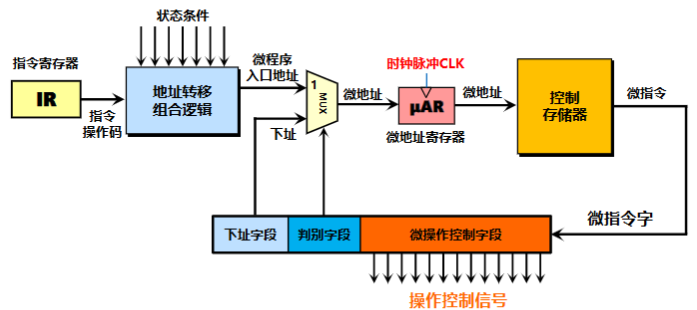 状态条件
指令寄存器
IR
指令
操作码
地址转移
组合逻辑
微程序
入口地址
下址
1
MUX
微地址
时钟脉冲CLK
μAR
微地址寄存器
微地址
控制
存储器
微指令
微指令字
下址字段
判别字段
微操作控制字段
操作控制信号